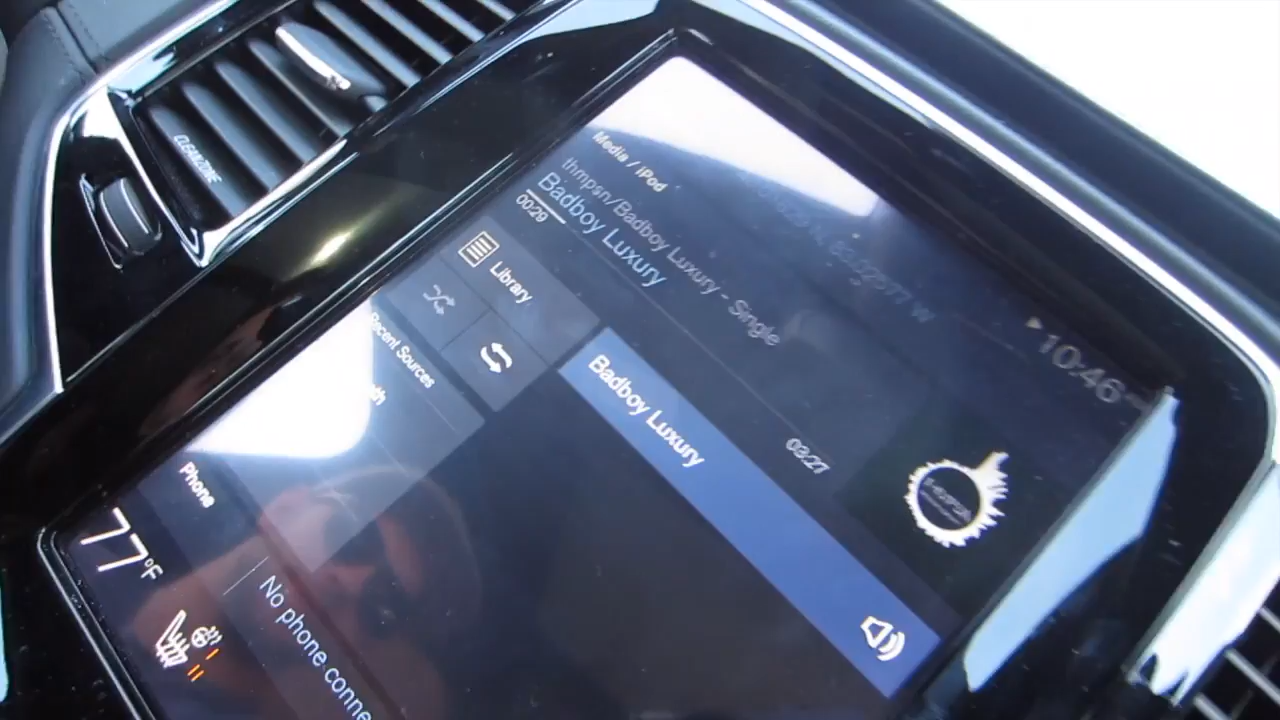 CLEANZONE
Media / iPod
10:46
thmpsn/Badboy Luxury - Single
Badboy Luxury
00:29
03:27
Library
Badboy Luxury
Recent Sources
Phone
No phone conne
77°F